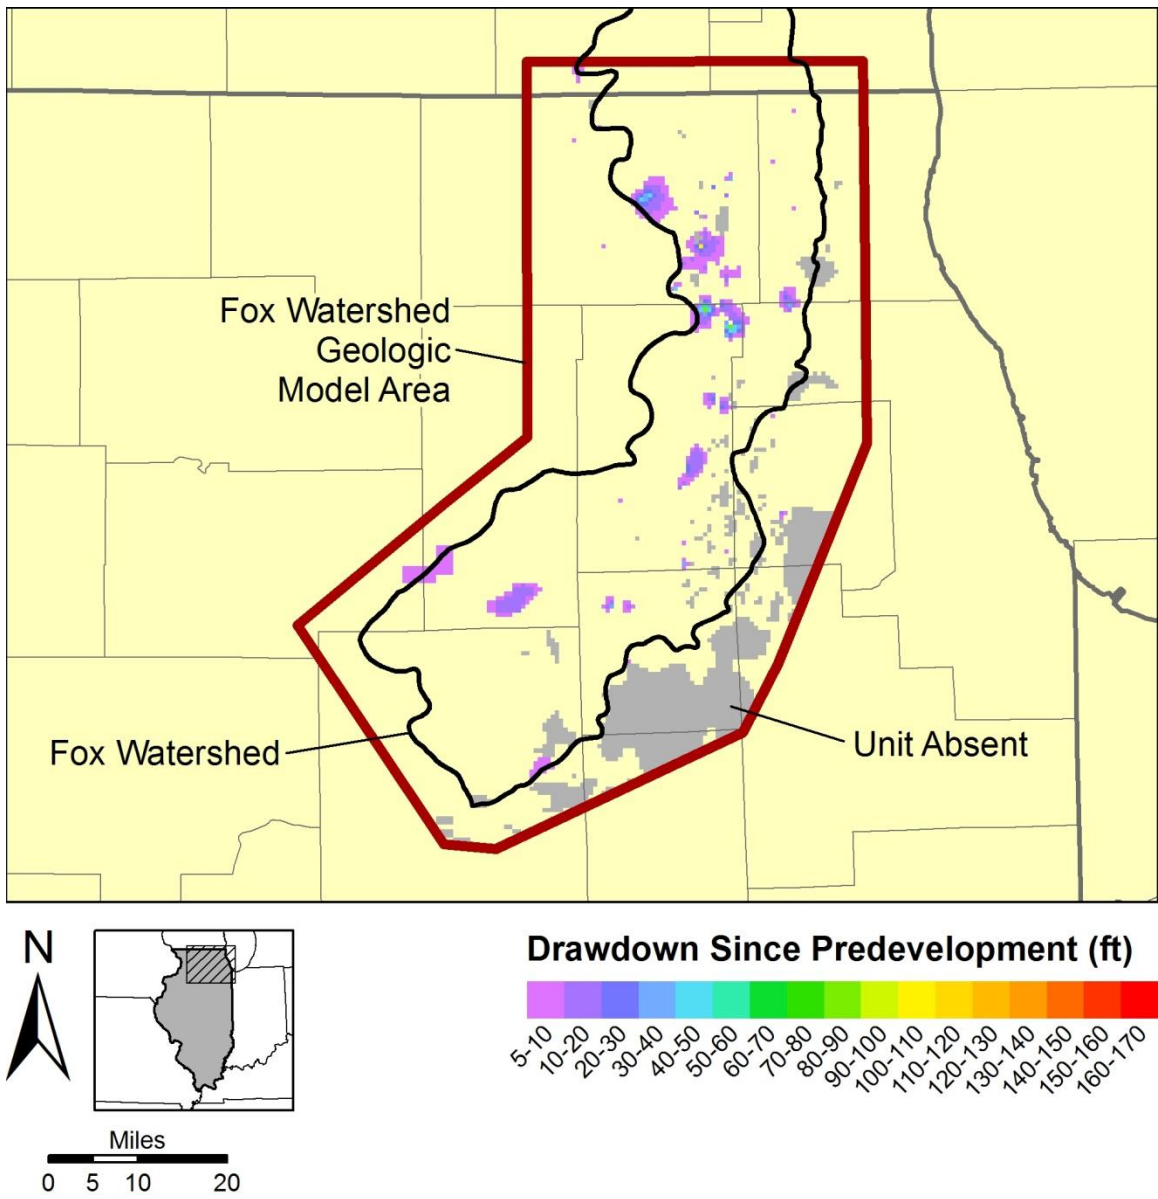 Fox Watershed
Geologic
Model Area
Fox Watershed
Unit Absent
N
Drawdown Since Predevelopment (ft)
5-10
10-20
20-30
30-40
40-50
50-60
60-70
70-80
80-90
90-100
100-110
110-120
120-130
130-140
140-150
150-160
160-170
Miles
0 5 10 20